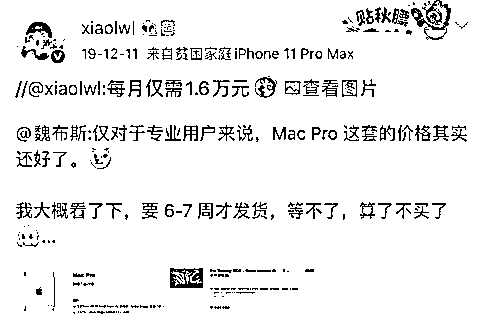 xiaolwl
贴秋膘
19-12-11 来自贫困家庭iPhone 11 Pro Max
//@xiaolwl:每月仅需1.6万元 查看图片
@魏布斯:仅对于专业用户来说，Mac Pro 这套的价格其实
还好了。
我大概看了下，要 6-7 周才发货，等不了，算了不买了
...
Mac Pro